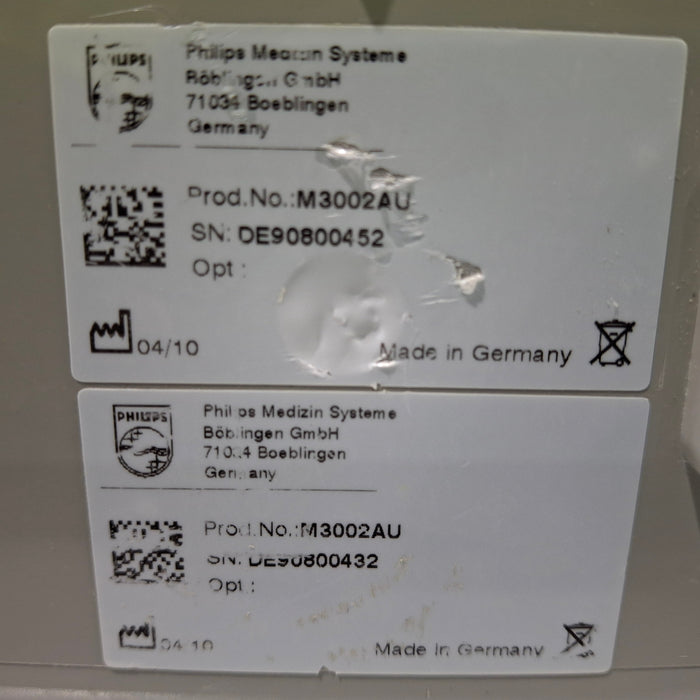 PHILIPS
Philips Medizin Systeme
Böblingen GmbH
71034 Boeblingen
Germany
Prod.No.:M3002AU
SN: DE90800452
Opt :
04/10
Made in Germany
PHILIPS
Philips Medizin Systeme
Böblingen GmbH
71034 Boeblingen
Germany
Prod.No.:M3002AU
SN: DE90800432
Opt :
04/10
Made in Germany